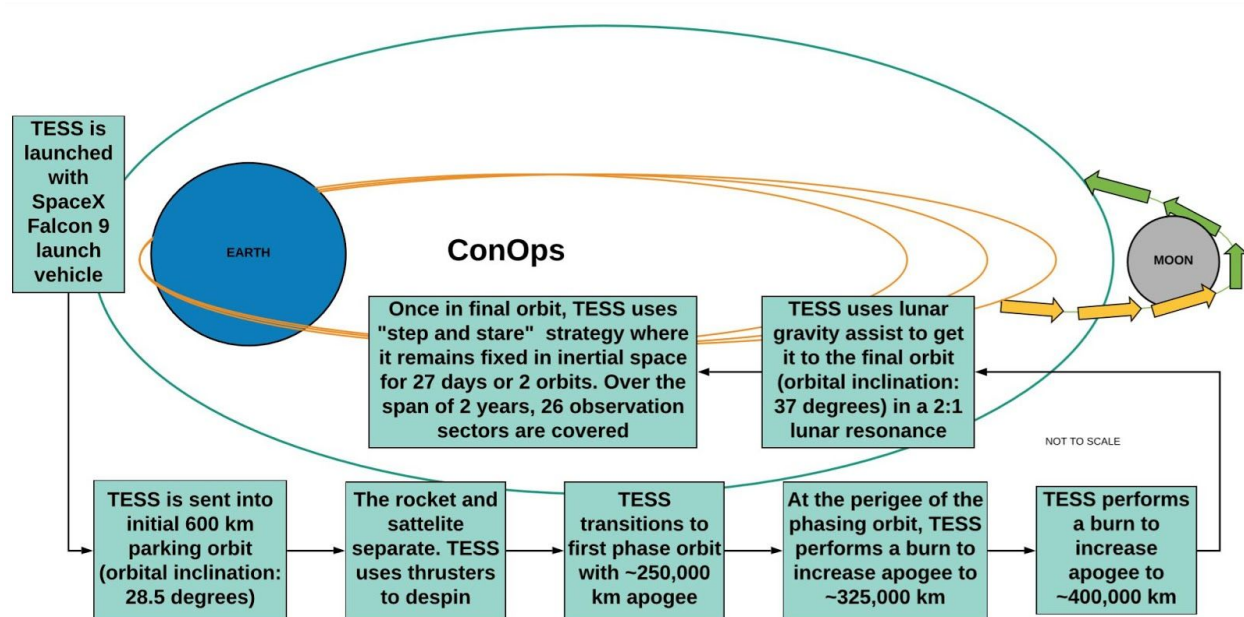 TESS is
launched
with
SpaceX
Falcon 9
launch
vehicle
EARTH
ConOps
MOON
Once in final orbit, TESS uses
"step and stare" strategy where
it remains fixed in inertial space
for 27 days or 2 orbits. Over the
span of 2 years, 26 observation
sectors are covered
TESS uses lunar
gravity assist to get
it to the final orbit
(orbital inclination:
37 degrees) in a 2:1
lunar resonance
NOT TO SCALE
TESS is sent into
initial 600 km
parking orbit
(orbital inclination:
28.5 degrees)
The rocket and
sattelite
separate. TESS
uses thrusters
to despin
TESS
transitions to
first phase orbit
with ~250,000
km apogee
At the perigee of the
phasing orbit, TESS
performs a burn to
increase apogee to
~325,000 km
TESS performs
a burn to
increase
apogee to
~400,000 km